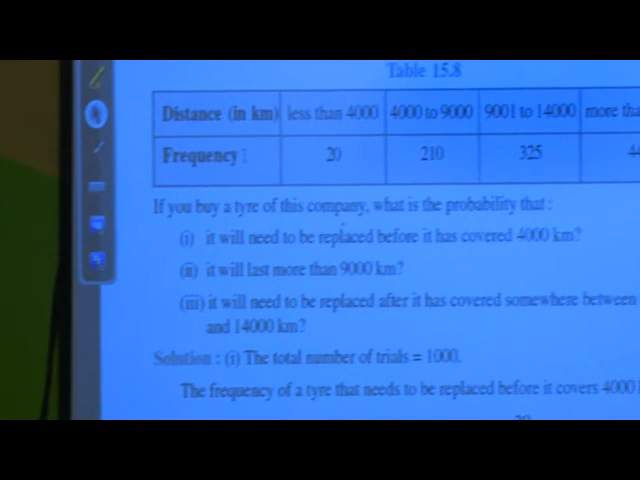 Table 15.8
Distance (in km) less than 4000 4000 to 9000 9001 to 14000 more
Frequency 20 210 325
If you buy a tyre of this company, what is the probability that :
(i) it will need to be replaced before it has covered 4000 km?
(ii) it will last more than 9000 km?
(iii) it will need to be replaced after it has covered somewhere between
and 14000 km?
Solution : (i) The total number of trials = 1000.
The frequency of a tyre that needs to be replaced before it covers 4000